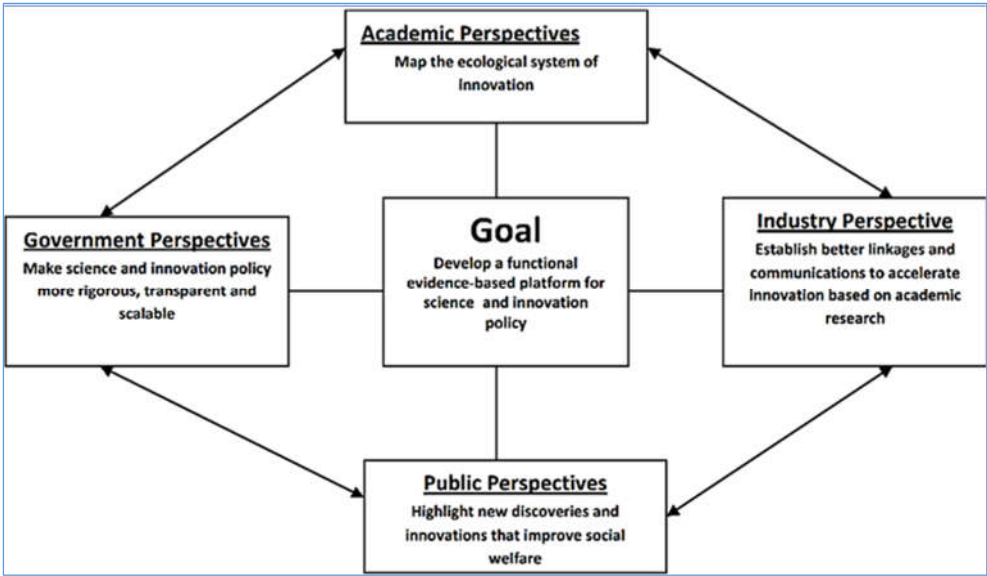 Academic Perspectives
Map the ecological system of
innovation
Government Perspectives
Make science and innovation policy
more rigorous, transparent and
scalable
Goal
Develop a functional
evidence-based platform for
science and innovation
policy
Industry Perspective
Establish better linkages and
communications to accelerate
innovation based on academic
research
Public Perspectives
Highlight new discoveries and
innovations that improve social
welfare